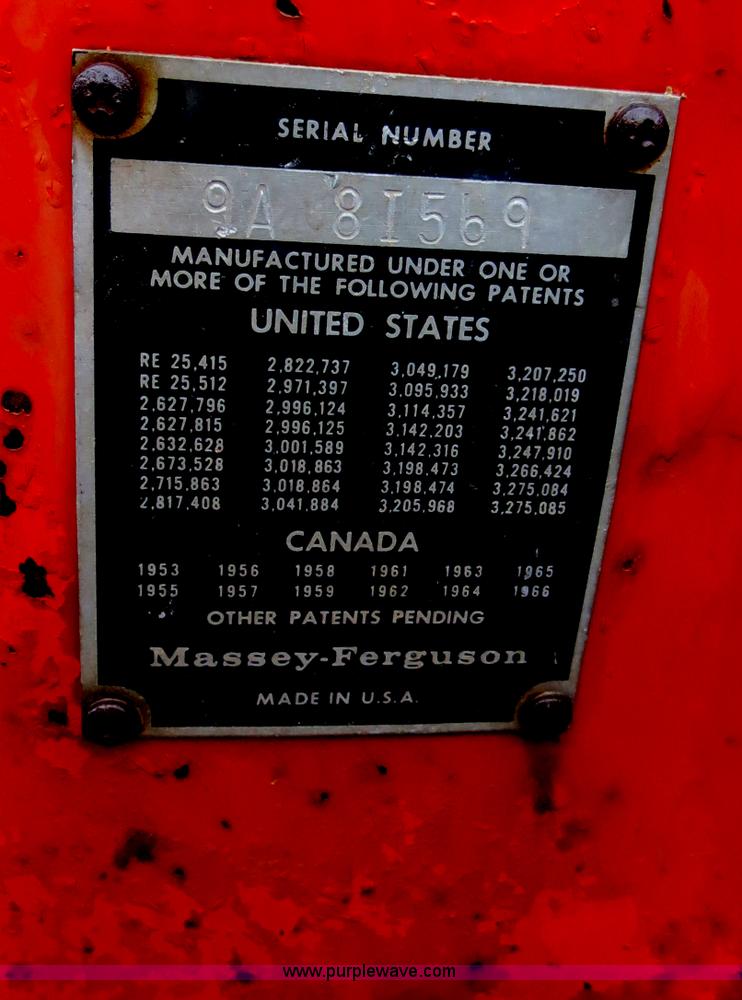 SERIAL NUMBER
9A 81569
MANUFACTURED UNDER ONE OR
MORE OF THE FOLLOWING PATENTS
UNITED STATES
RE 25,415 2,822,737 3,049,179 3,207,250
RE 25,512 2,971,397 3,095,933 3,218,019
2,627,796 2,996,124 3,114,357 3,241,621
2,627,815 2,996,125 3,142,203 3,241,862
2,632,628 3,001,589 3,142,316 3,247,910
2,673,528 3,018,863 3,198,473 3,266,424
2,715,863 3,018,864 3,198,474 3,275,084
2,817,408 3,041,884 3,205,968 3,275,085
CANADA
1953 1956 1958 1961 1963 1965
1955 1957 1959 1962 1964 1966
OTHER PATENTS PENDING
Massey-Ferguson
MADE IN U.S.A.
www.purplewave.com